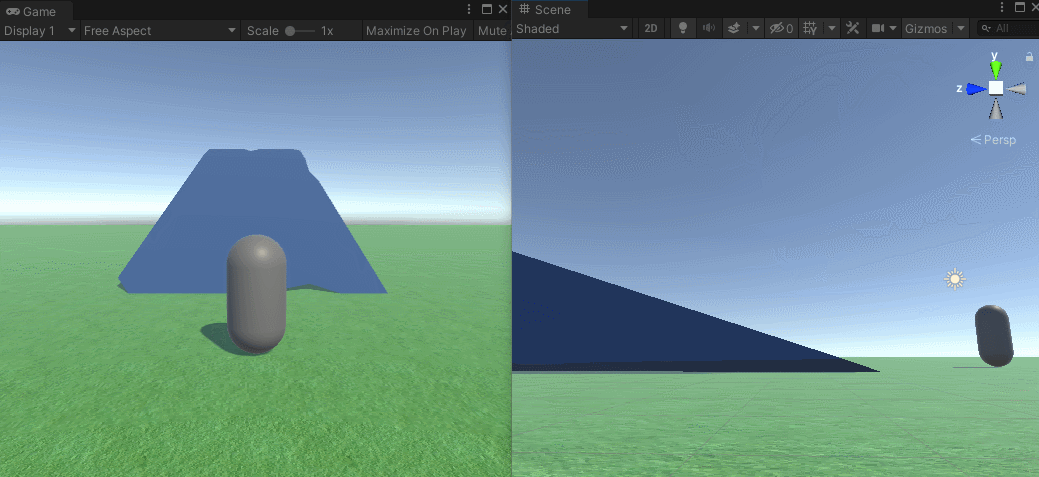 Game
Display 1 Free Aspect Scale 1x Maximize On Play Mute
Scene
Shaded 2D 0 Gizmos All
y
z
Persp